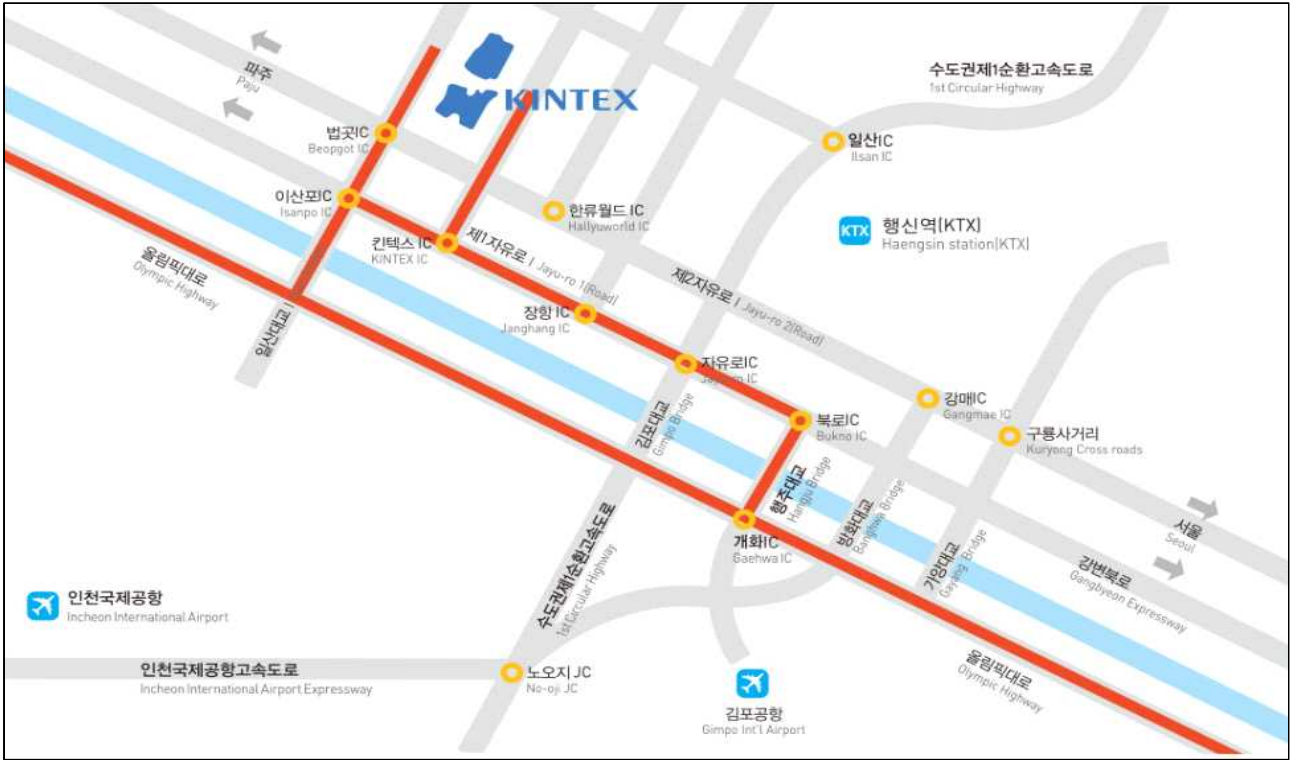 파주
Paju
KINTEX
수도권제1순환고속도로
1st Circular Highway
법곳IC
Beopgot IC
일산IC
Ilsan IC
이산포IC
Isanpo IC
한류월드 IC
Hallyuworld IC
KTX
행신역(KTX)
Haengsin station(KTX)
킨텍스 IC
KINTEX IC
제1자유로 I Jayu-ro 1(Road)
올림픽대로
Olympic Highway
제2자유로 I Jayu-ro 2(Road)
장항 IC
Janghang IC
일산대교 I
자유로IC
김포대교
Gimpo Bridge
북로IC
Bukno IC
강매IC
Gangmae IC
구룡사거리
Kuryong Cross roads
행주대교
Hangju Bridge
방화대교
Banghwa Bridge
가양대교
Gayang Bridge
서울
Seoul
개화IC
Gaehwa IC
강변북로
Gangbyeon Expressway
수도권제1순환고속도로
1st Circular Highway
인천국제공항
Incheon International Airport
인천국제공항고속도로
Incheon International Airport Expressway
노오지 JC
No-oji JC
김포공항
Gimpo Int'l Airport
올림픽대로
Olympic Highway